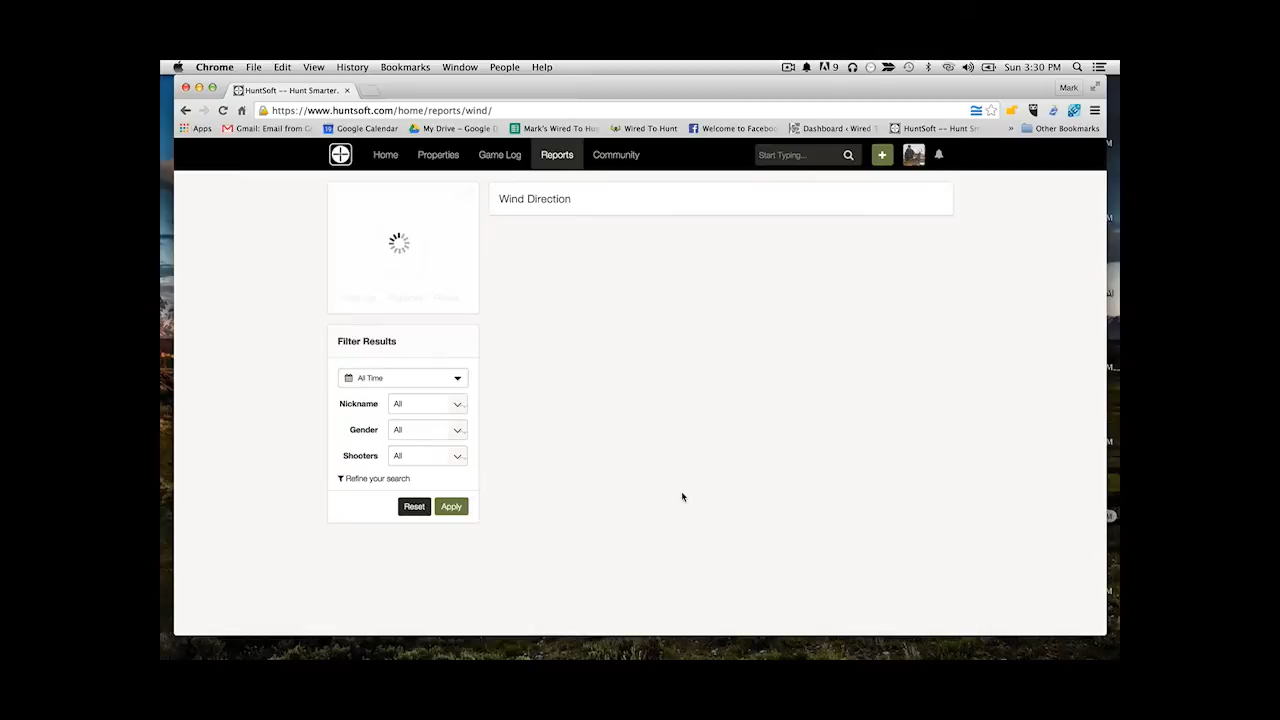 Chrome File Edit View History Bookmarks Window People Help 9 Sun 3:30 PM
HuntSoft -- Hunt Smarter. Mark
https://www.huntsoft.com/home/reports/wind/
Apps Gmail: Email from G Google Calendar My Drive - Google D Mark's Wired To Hu Wired To Hunt Welcome to Faceboo Dashboard ‹ Wired T HuntSoft -- Hunt Sm » Other Bookmarks
Home Properties Game Log Reports Community Start Typing...
Wind Direction
Filter Results
All Time
Nickname All
Gender All
Shooters All
Refine your search
Reset Apply